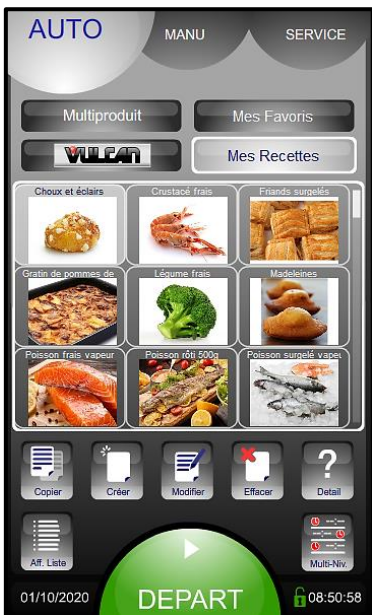 AUTO
MANU
SERVICE
Multiproduit
Mes Favoris
VULCAN
Mes Recettes
Choux et éclairs
Crustacé frais
Friands surgelés
Gratin de pommes de
Légume frais
Madeleines
Poisson frais vapeur
Poisson rôti 500g
Poisson surgelé vapeu
Copier
Créer
Modifier
Effacer
?
Detail
Aff. Liste
Multi-Niv.
01/10/2020
DEPART
08:50:58